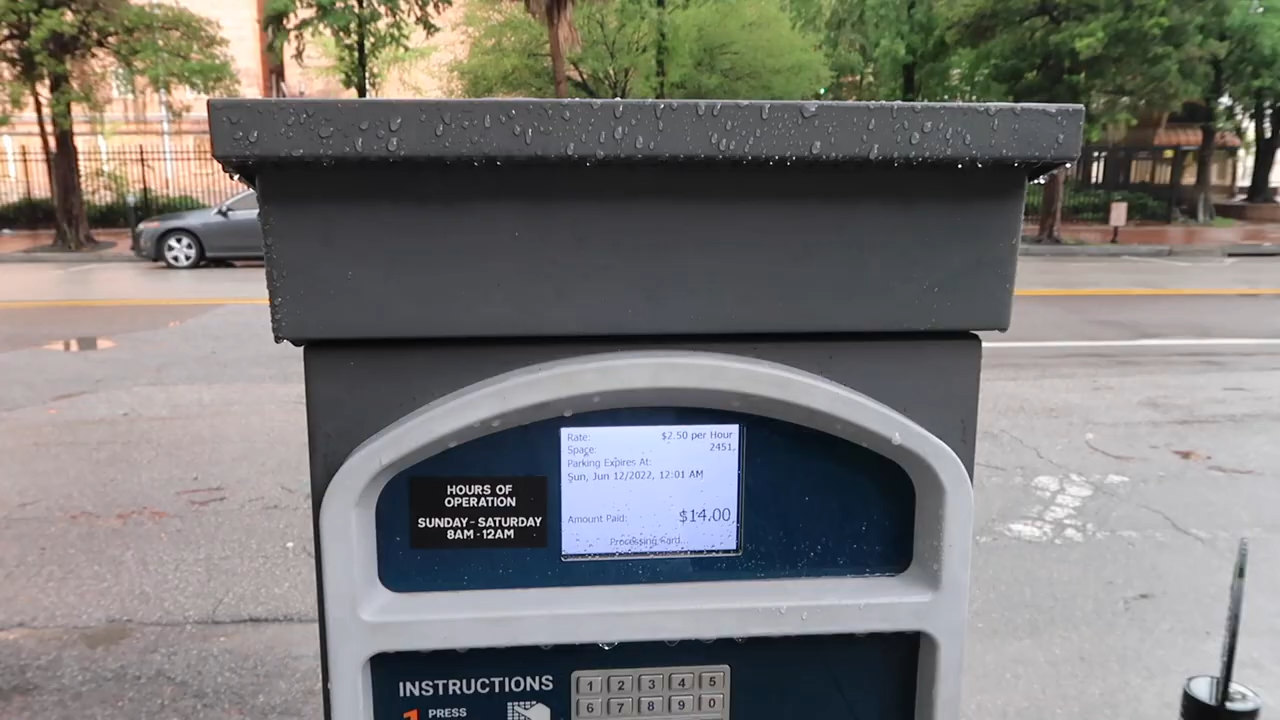 Rate: $2.50 per Hour
Space: 2451
Parking Expires At:
Sun, Jun 12/2022, 12:01 AM
Amount Paid: $14.00
Processing card...
HOURS OF
OPERATION
SUNDAY - SATURDAY
8AM - 12AM
INSTRUCTIONS
1 PRESS
1 2 3 4 5
6 7 8 9 0